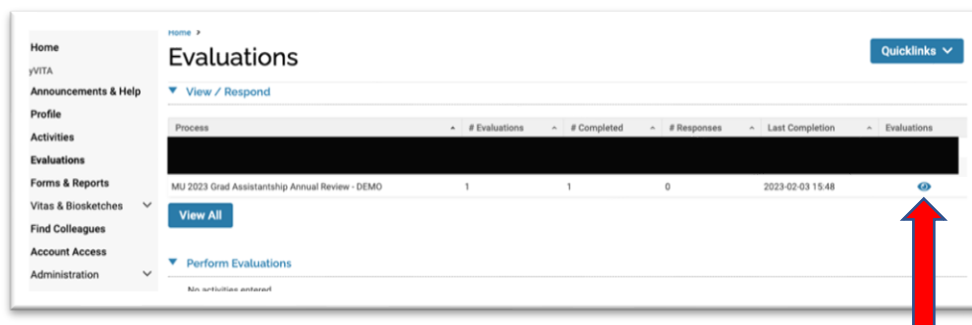 Home >
Home
Evaluations
Quicklinks
yVITA
Announcements & Help
View / Respond
Profile
Process # Evaluations # Completed # Responses Last Completion Evaluations
Activities
Evaluations
Forms & Reports
MU 2023 Grad Assistantship Annual Review - DEMO 1 1 0 2023-02-03 15:48
Vitas & Biosketches
View All
Find Colleagues
Account Access
Perform Evaluations
Administration
No activities entered